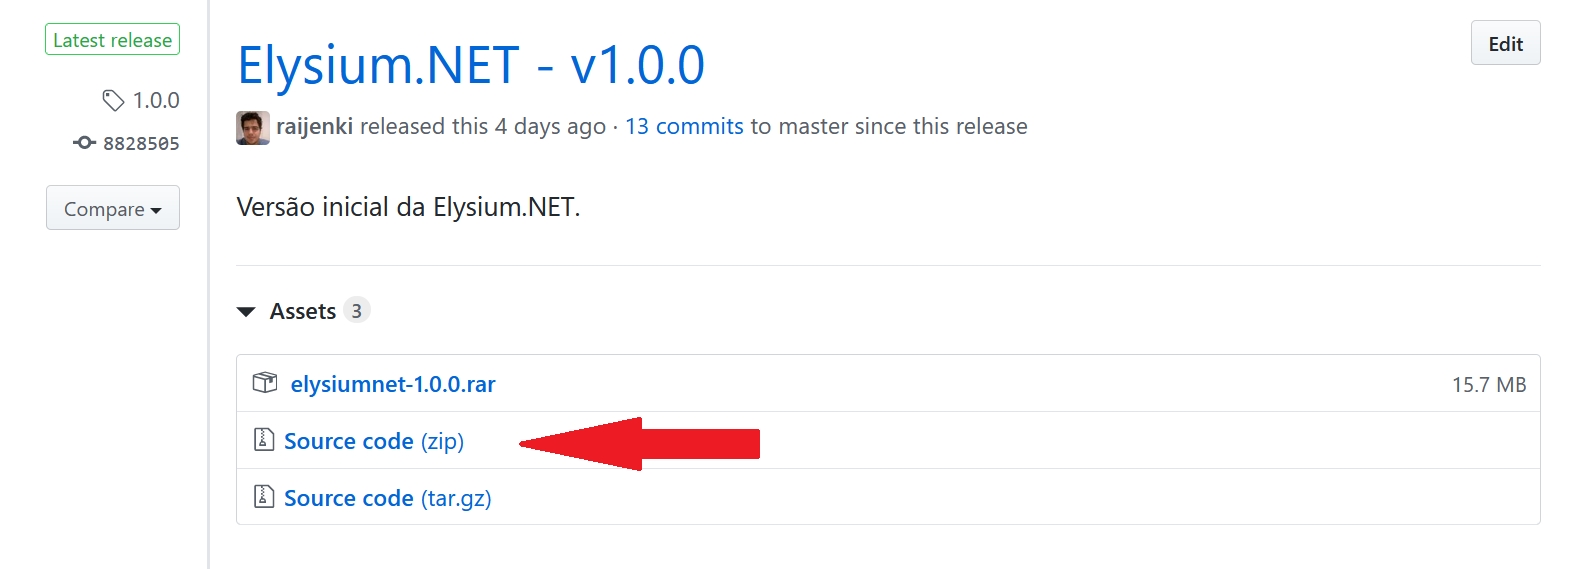 Latest release
1.0.0
8828505
Compare
Elysium.NET - v1.0.0
Edit
raijenki released this 4 days ago · 13 commits to master since this release
Versão inicial da Elysium.NET.
Assets 3
elysiumnet-1.0.0.rar 15.7 MB
Source code (zip)
Source code (tar.gz)